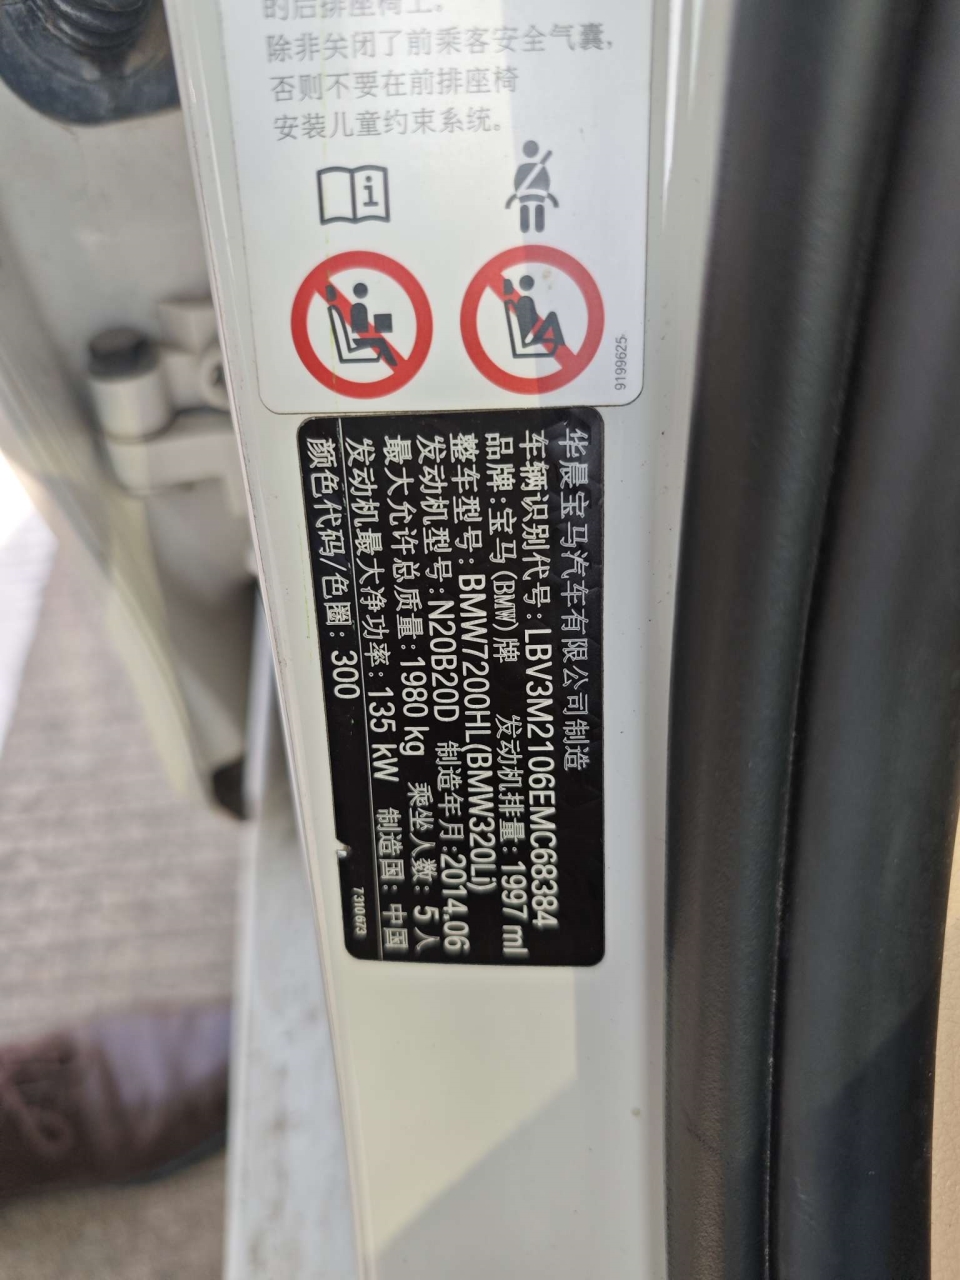 的后排座椅上。
除非关闭了前乘客安全气囊，
否则不要在前排座椅
安装儿童约束系统。
9199625
华晨宝马汽车有限公司制造
车辆识别代号：LBV3M2106EMC68384
品牌：宝马(BMW)牌 发动机排量：1997 ml
整车型号：BMW7200HL(BMW320Li)
发动机型号：N20B20D 制造年月：2014.06
最大允许总质量：1980 kg 乘坐人数：5人
发动机最大净功率：135 kW 制造国：中国
颜色代码/色圈：300
7310673